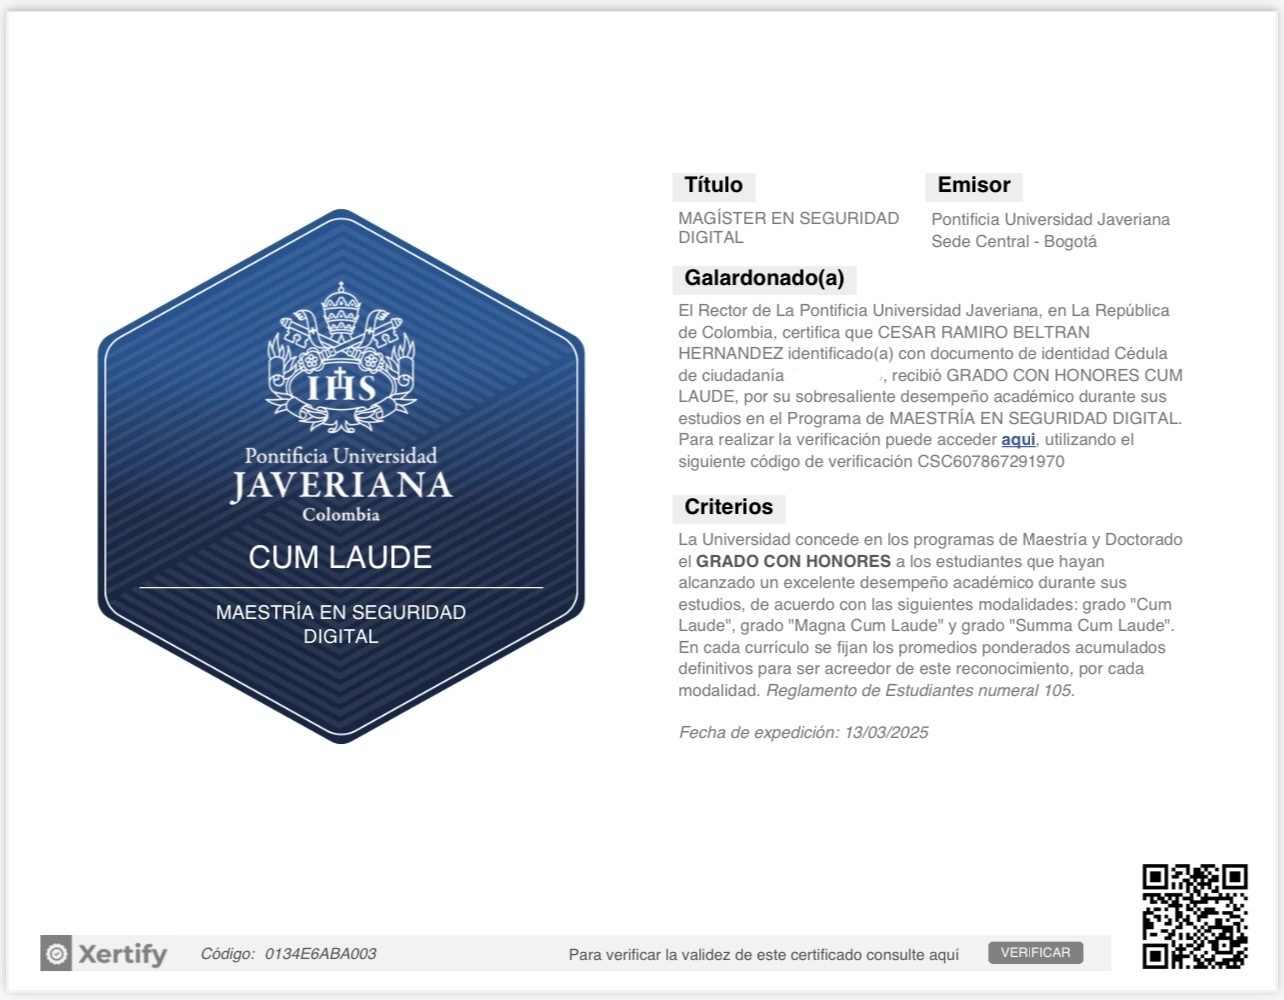 IHS
Pontificia Universidad
JAVERIANA
Colombia
CUM LAUDE
MAESTRÍA EN SEGURIDAD
DIGITAL
Título
MAGÍSTER EN SEGURIDAD
DIGITAL
Emisor
Pontificia Universidad Javeriana
Sede Central - Bogotá
Galardonado(a)
El Rector de La Pontificia Universidad Javeriana, en La República
de Colombia, certifica que CESAR RAMIRO BELTRAN
HERNANDEZ identificado(a) con documento de identidad Cédula
de ciudadanía , recibió GRADO CON HONORES CUM
LAUDE, por su sobresaliente desempeño académico durante sus
estudios en el Programa de MAESTRÍA EN SEGURIDAD DIGITAL.
Para realizar la verificación puede acceder aqui, utilizando el
siguiente código de verificación CSC607867291970
Criterios
La Universidad concede en los programas de Maestría y Doctorado
el GRADO CON HONORES a los estudiantes que hayan
alcanzado un excelente desempeño académico durante sus
estudios, de acuerdo con las siguientes modalidades: grado "Cum
Laude", grado "Magna Cum Laude" y grado "Summa Cum Laude".
En cada currículo se fijan los promedios ponderados acumulados
definitivos para ser acreedor de este reconocimiento, por cada
modalidad. Reglamento de Estudiantes numeral 105.
Fecha de expedición: 13/03/2025
Xertify
Código: 0134E6ABA003
Para verificar la validez de este certificado consulte aquí
VERIFICAR